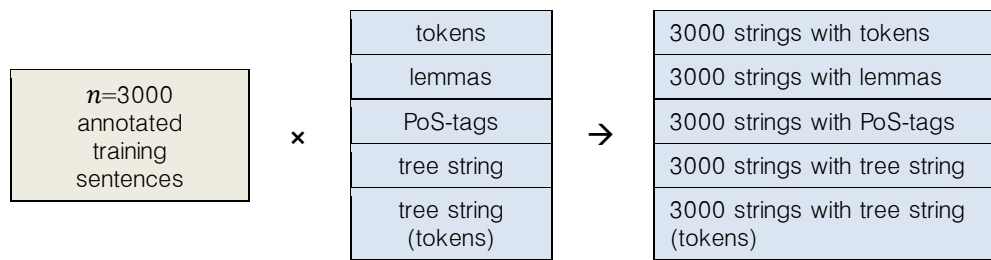 n=3000
annotated
training
sentences
×
tokens
lemmas
PoS-tags
tree string
tree string
(tokens)
→
3000 strings with tokens
3000 strings with lemmas
3000 strings with PoS-tags
3000 strings with tree string
3000 strings with tree string
(tokens)